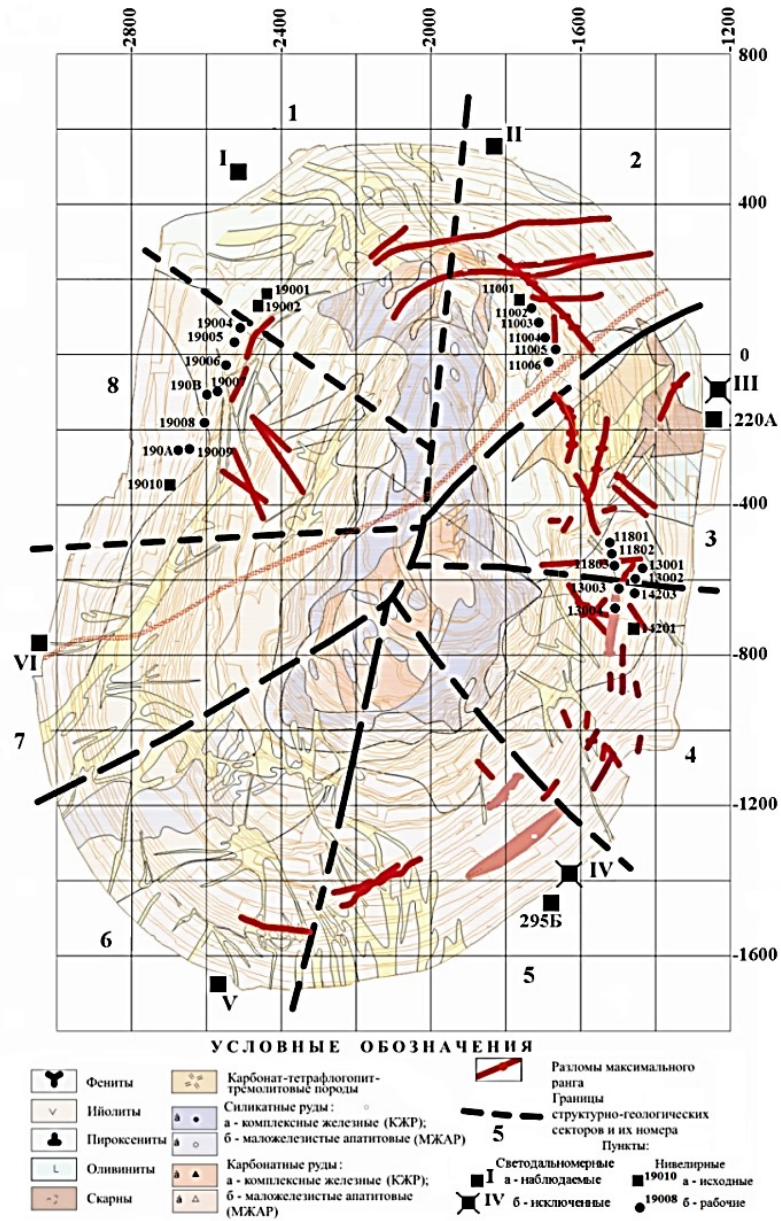 -2800 -2400 -2000 -1600 -1200
800
1
I
II
2
400
19001
19002
11001
11002
11003
11004
11005
11006
19004
19005
19006
0
8
190В
19007
III
220А
19008
190А
19009
19010
-400
3
11801
11802
11803
13001
13002
13003
14203
13004
14201
VI
-800
7
4
-1200
IV
295Б
6
5
V
-1600
УСЛОВНЫЕ ОБОЗНАЧЕНИЯ
Фениты
Ийолиты
Пироксениты
Оливиниты
Скарны
Карбонат-тетрафлогопит-
тремолитовые породы
Силикатные руды:
а - комплексные железные (КЖР);
б - маложелезистые апатитовые (МЖАР)
Карбонатные руды:
а - комплексные железные (КЖР);
б - маложелезистые апатитовые
(МЖАР)
Разломы максимального
ранга
Границы
структурно-геологических
секторов и их номера
5
Пункты:
Светодальномерные
I а - наблюдаемые
IV б - исключенные
Нивелирные
19010 а - исходные
19008 б - рабочие